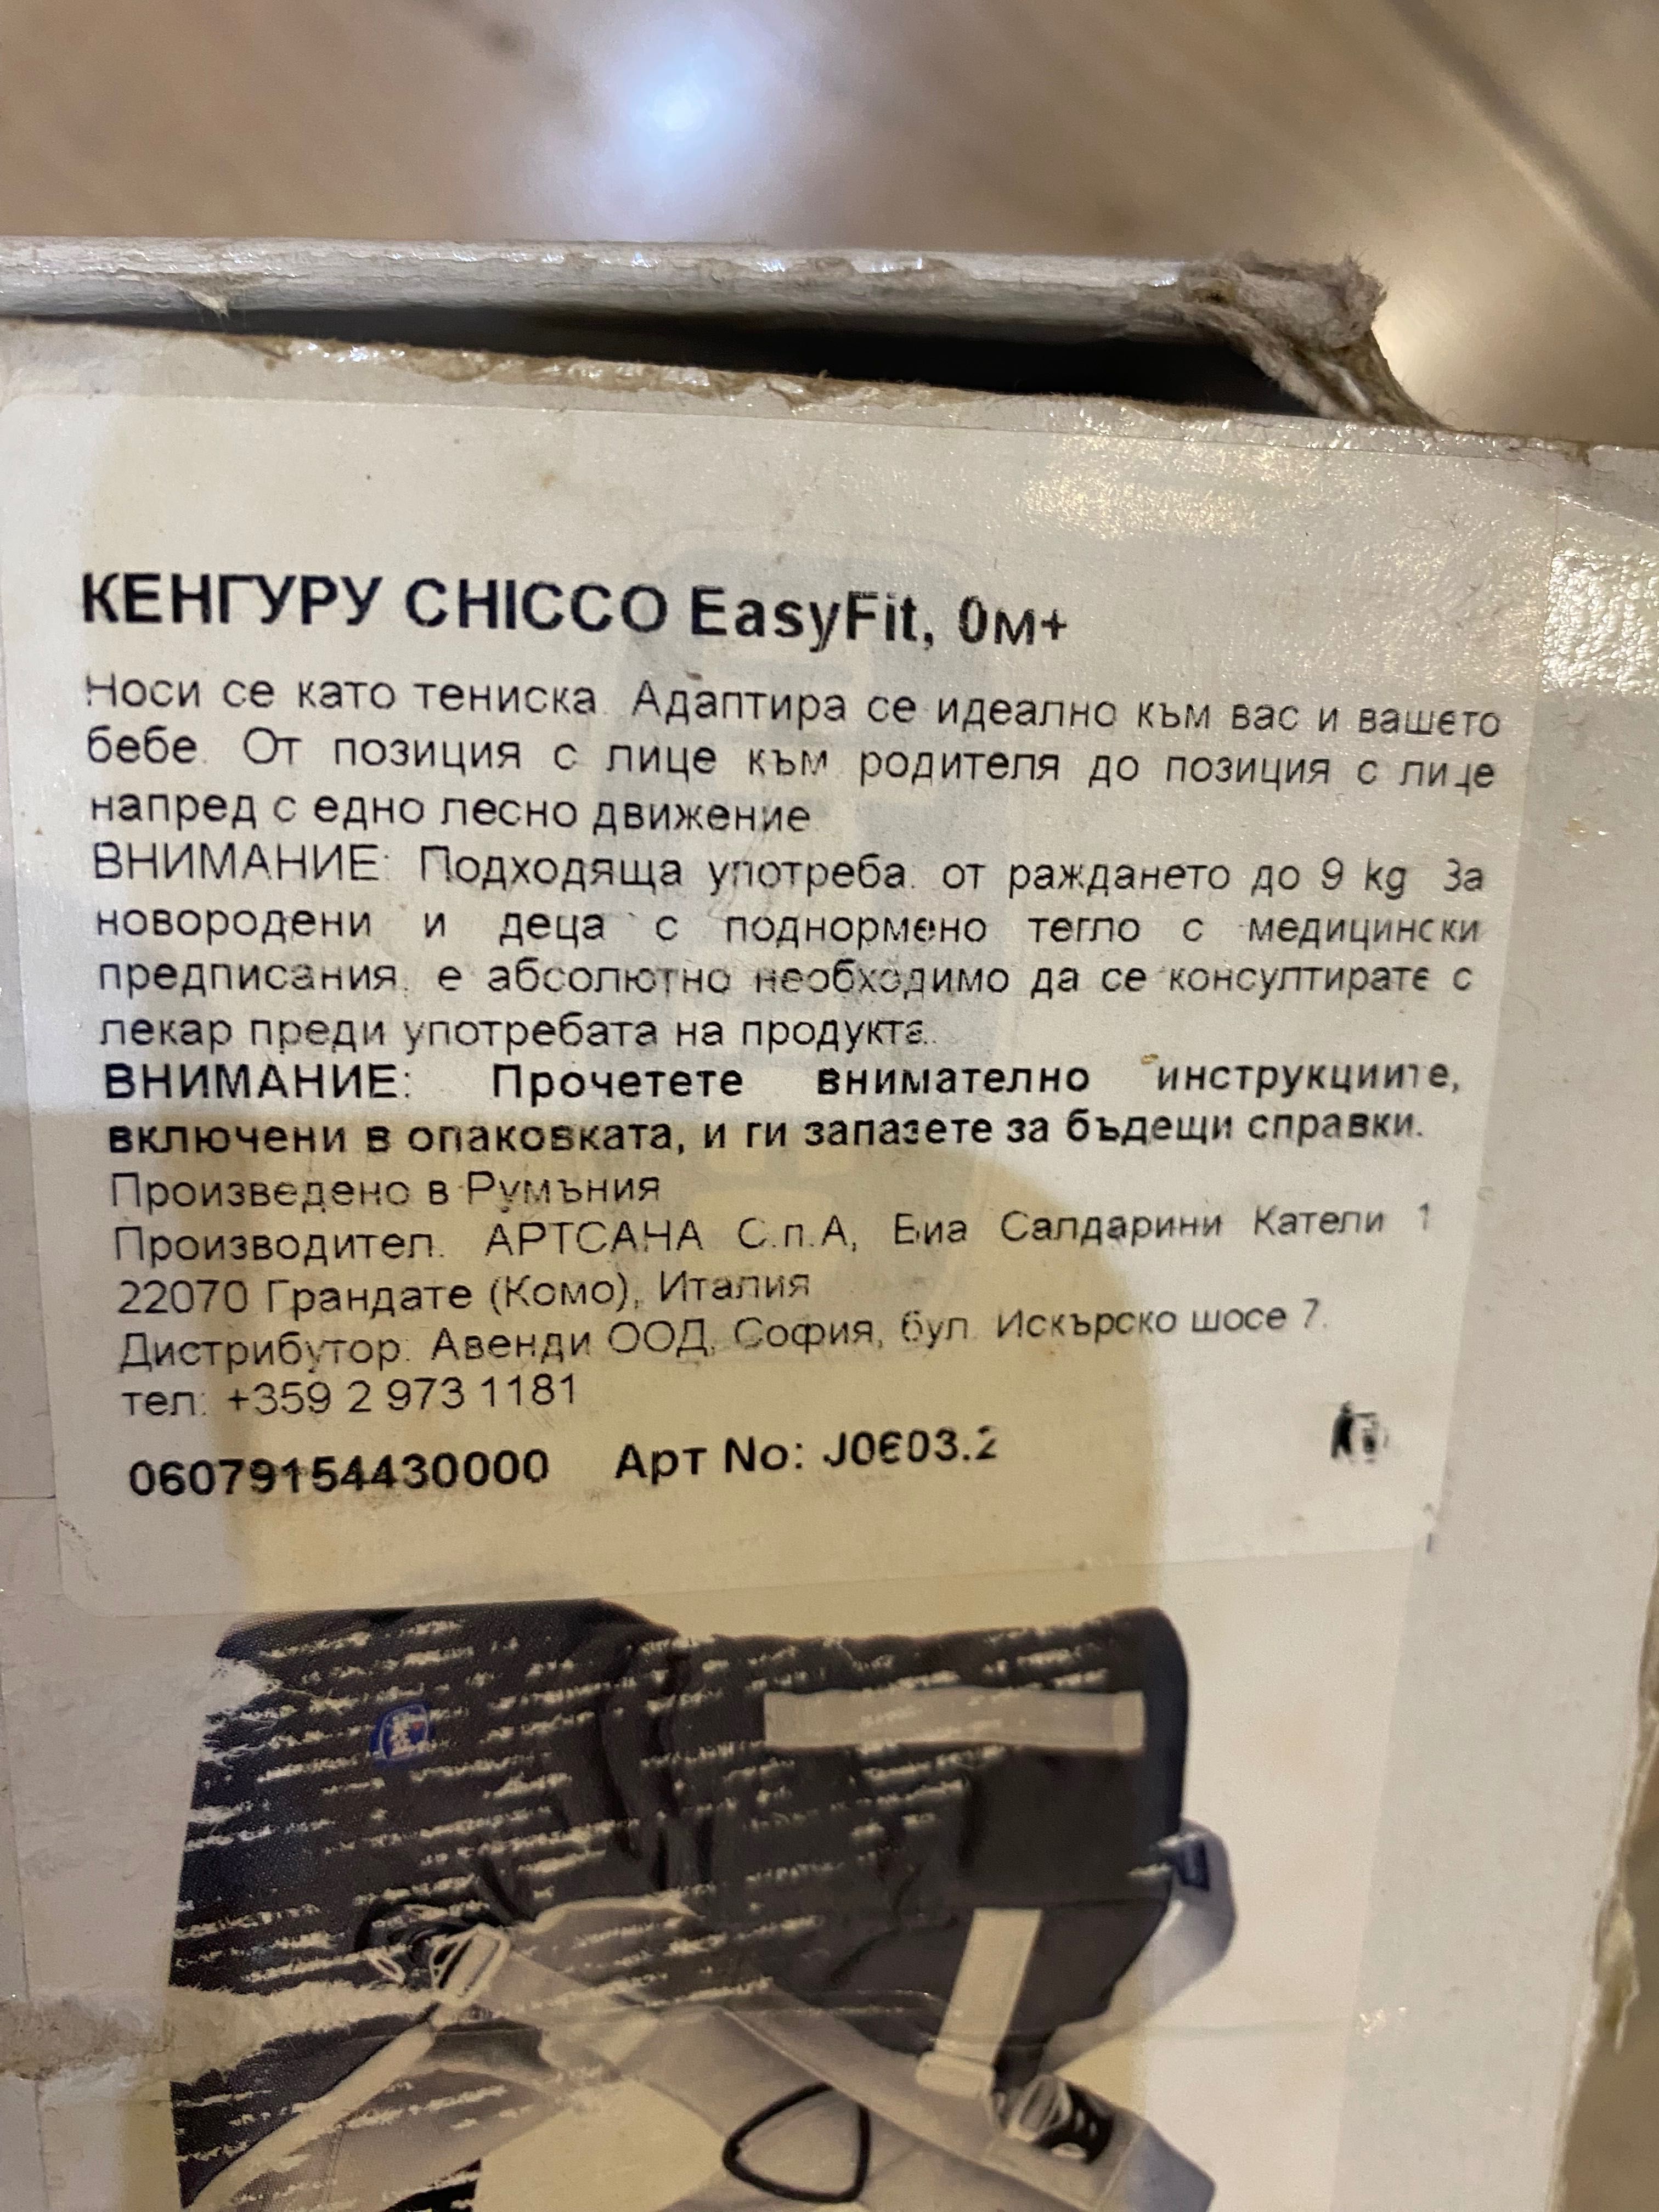 КЕНГУРУ CHICCO EasyFit, 0м+
Носи се като тениска. Адаптира се идеално към вас и вашето
бебе. От позиция с лице към родителя до позиция с лице
напред с едно лесно движение
ВНИМАНИЕ: Подходяща употреба: от раждането до 9 kg. За
новородени и деца с поднормено тегло с медицински
предписания, е абсолютно необходимо да се консултирате с
лекар преди употребата на продукта.
ВНИМАНИЕ: Прочетете внимателно инструкциите,
включени в опаковката, и ги запазете за бъдещи справки.
Произведено в Румъния
Производител: АРТСАНА С.п.А, Виа Салдарини Катели 1
22070 Грандате (Комо), Италия
Дистрибутор: Авенди ООД, София, бул. Искърско шосе 7.
тел: +359 2 973 1181
06079154430000 Арт No: J0603.2